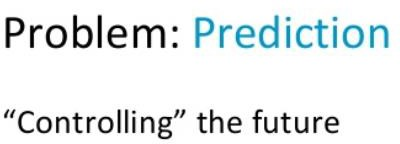 Problem: Prediction
“Controlling” the future